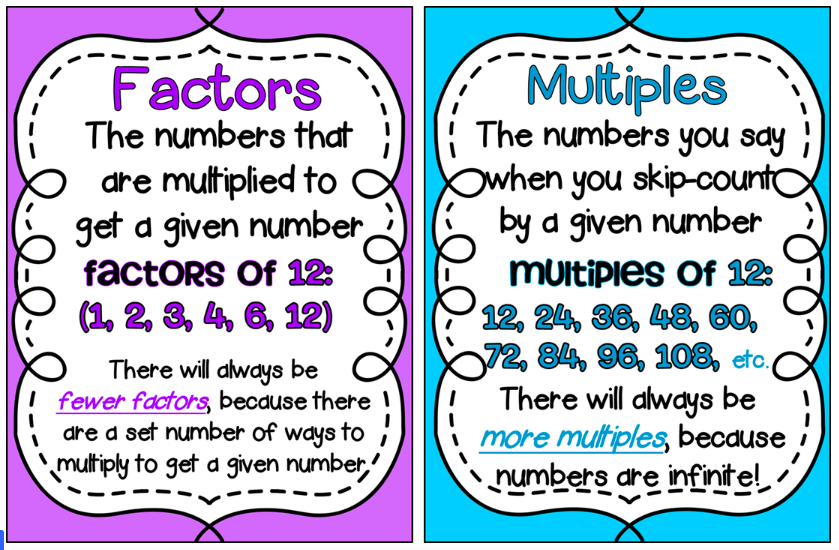 Factors
The numbers that
are multiplied to
get a given number
factors of 12:
(1, 2, 3, 4, 6, 12)
There will always be
fewer factors, because there
are a set number of ways to
multiply to get a given number
Multiples
The numbers you say
when you skip-count
by a given number
multiples of 12:
12, 24, 36, 48, 60,
72, 84, 96, 108, etc.
There will always be
more multiples, because
numbers are infinite!